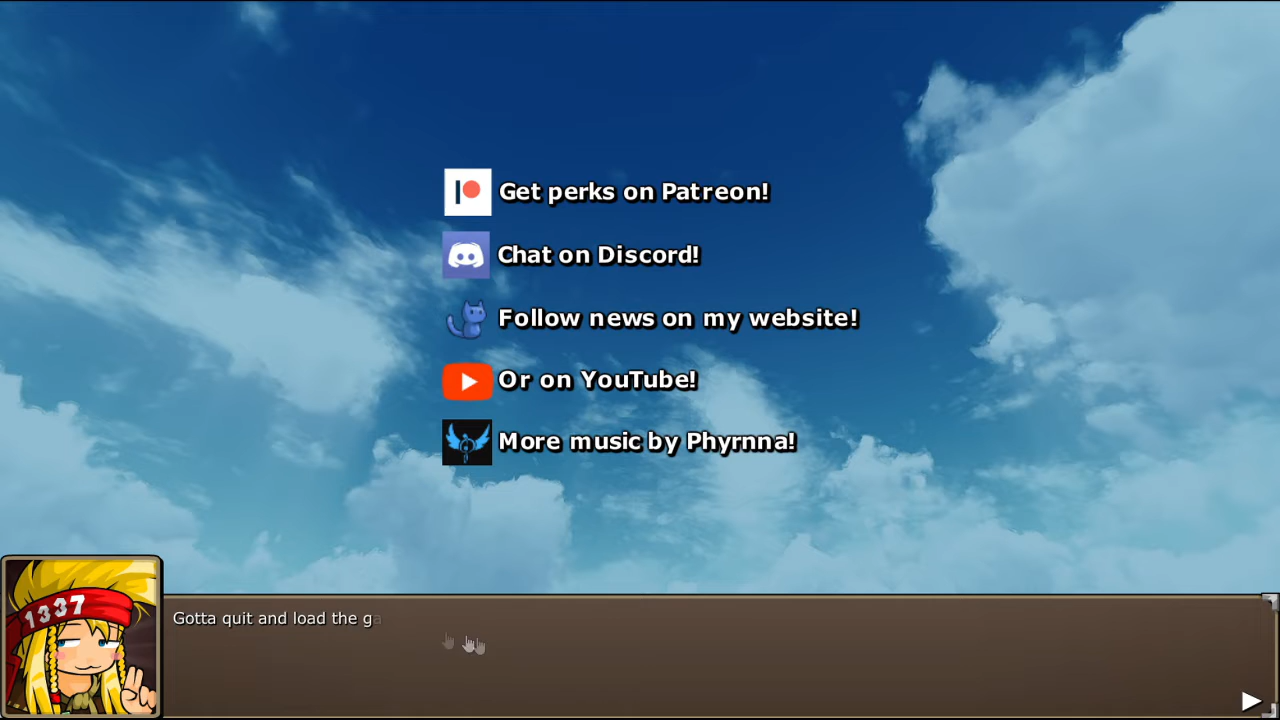 Get perks on Patreon!
Chat on Discord!
Follow news on my website!
Or on YouTube!
More music by Phyrnna!
1337
Gotta quit and load the ga